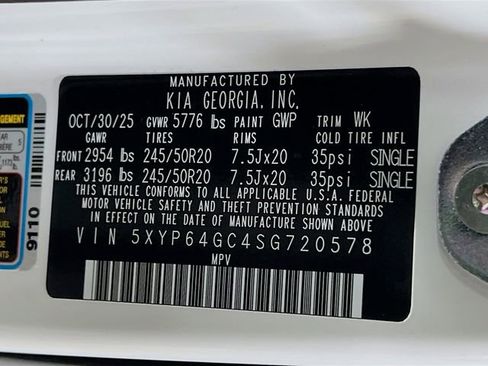 MANUFACTURED BY
KIA GEORGIA, INC.
OCT/30/25 GVWR 5776 lbs PAINT GWP TRIM WK
GAWR TIRES RIMS COLD TIRE INFL
FRONT 2954 lbs 245/50R20 7.5Jx20 35psi SINGLE
REAR 3196 lbs 245/50R20 7.5Jx20 35psi SINGLE
THIS VEHICLE CONFORMS TO ALL APPLICABLE U.S.A. FEDERAL
MOTOR VEHICLE SAFETY AND THEFT PREVENTION STANDARDS
IN EFFECT ON THE DATE OF MANUFACTURE SHOWN ABOVE.
VIN 5XYP64GC4SG720578
MPV
9110